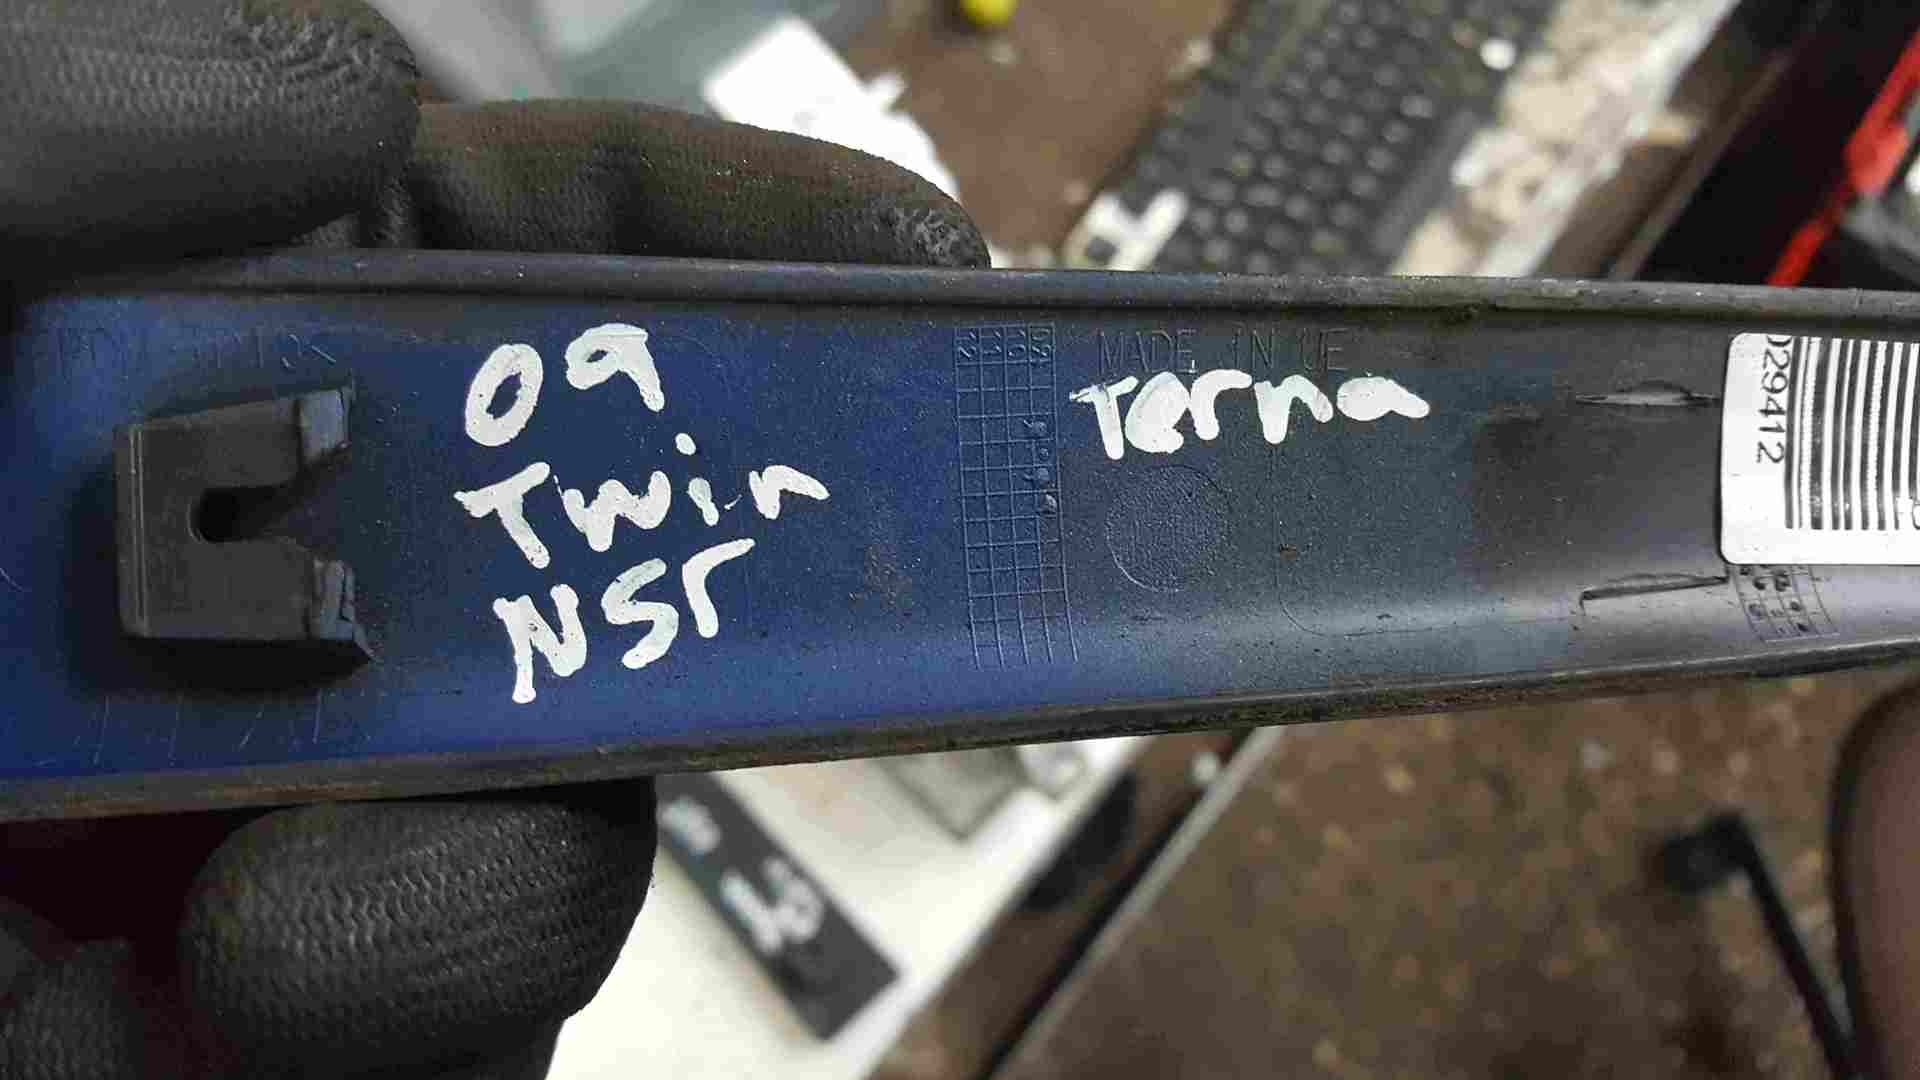 09
Twin
NSr
MADE IN UE
Terna
029412